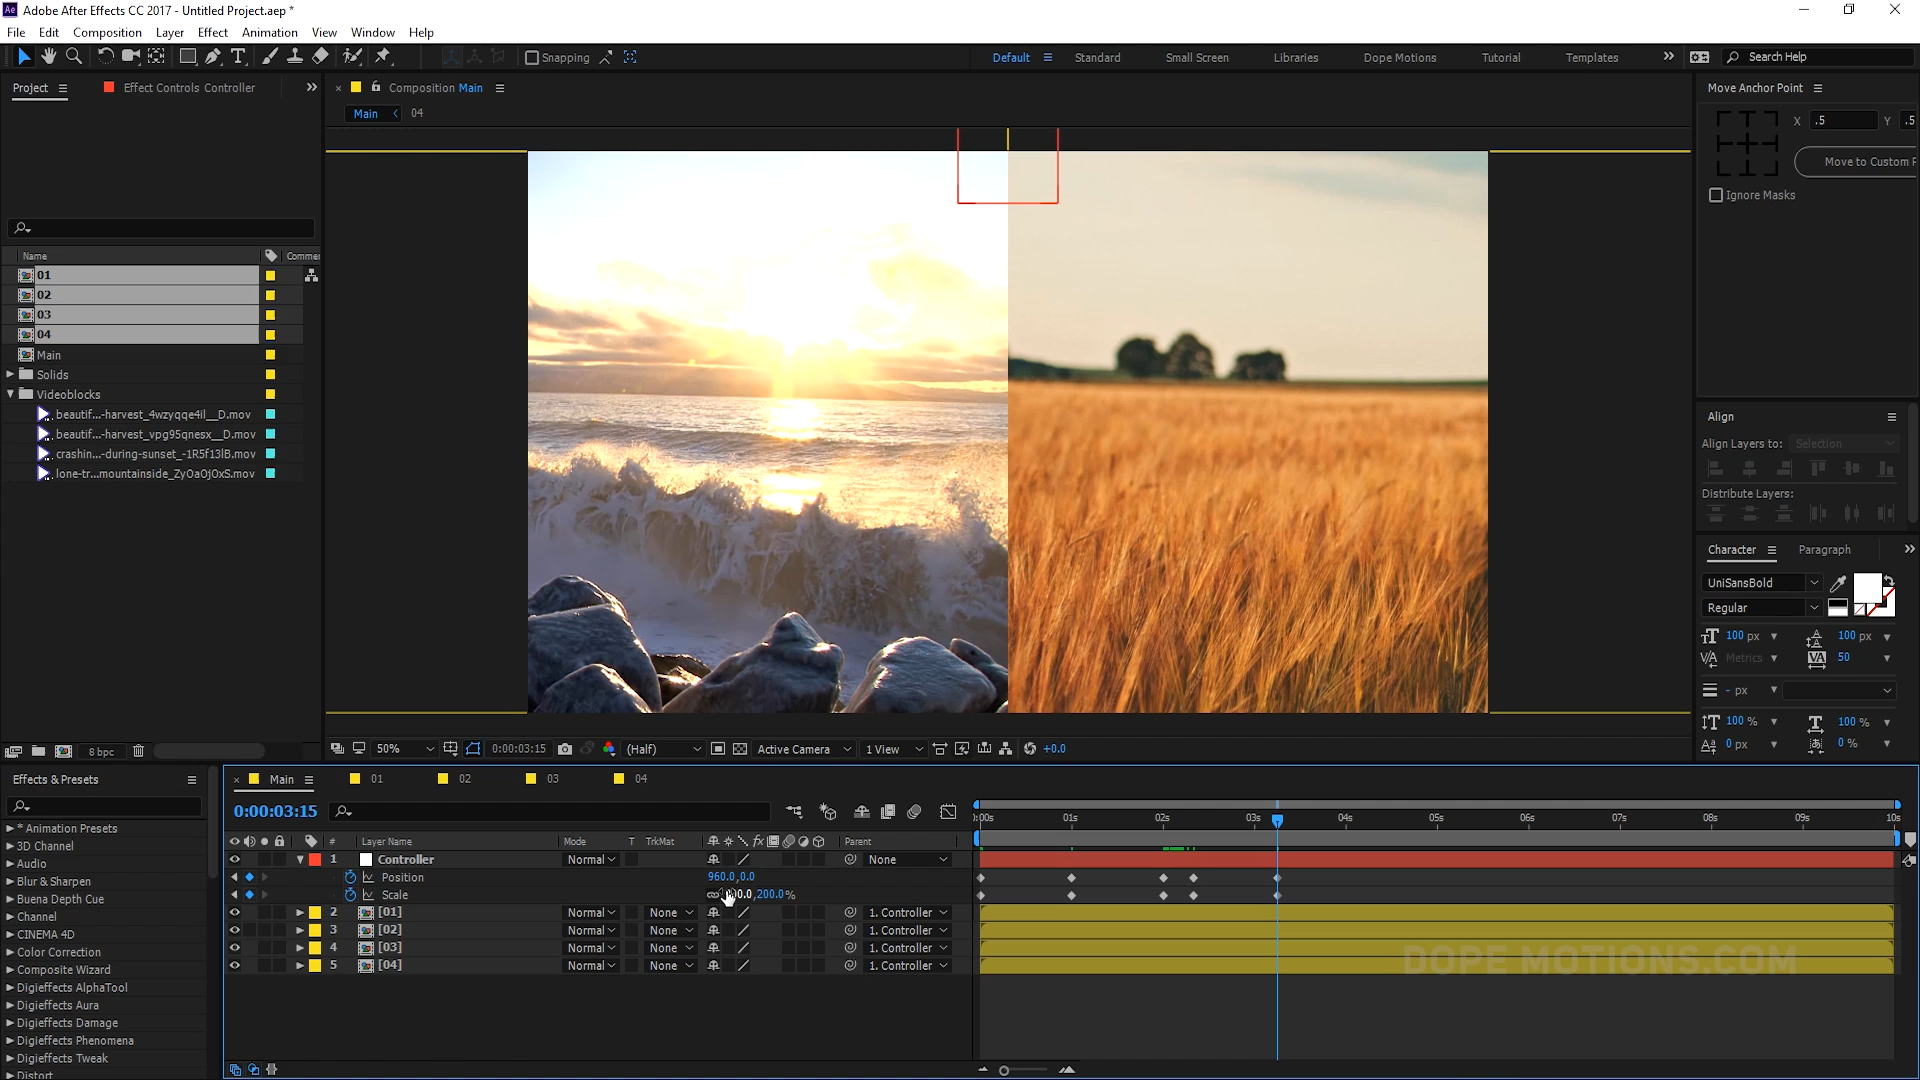 Adobe After Effects CC 2017 - Untitled Project.aep *
File Edit Composition Layer Effect Animation View Window Help
Snapping
Default Standard Small Screen Libraries Dope Motions Tutorial Templates Search Help
Project Effect Controls Controller
Composition Main
Main 04
Move Anchor Point
X .5 Y .5
Move to Custom P
Ignore Masks
Name Comme
01
02
03
04
Main
Solids
Videoblocks
beautif...-harvest_4wzyqqe4il__D.mov
beautif...-harvest_vpg95qnesx__D.mov
crashin...-during-sunset_-1R5f13lB.mov
lone-tr...mountainside_ZyOaOjOxS.mov
8 bpc
Align
Align Layers to: Selection
Distribute Layers:
Character Paragraph
UniSansBold
Regular
100 px 100 px
Metrics 50
- px
100 % 100 %
0 px 0 %
50% 0:00:03:15 (Half) Active Camera 1 View +0.0
Effects & Presets
* Animation Presets
3D Channel
Audio
Blur & Sharpen
Buena Depth Cue
Channel
CINEMA 4D
Color Correction
Composite Wizard
Digieffects AlphaTool
Digieffects Aura
Digieffects Damage
Digieffects Phenomena
Digieffects Tweak
Distort
Main 01 02 03 04
0:00:03:15
# Layer Name Mode T TrkMat fx Parent
1 Controller Normal None
Position 960.0,0.0
Scale ,200.0%
2 [01] Normal None 1. Controller
3 [02] Normal None 1. Controller
4 [03] Normal None 1. Controller
5 [04] Normal None 1. Controller
):00s 01s 02s 03s 04s 05s 06s 07s 08s 09s 10s
DOPE MOTIONS.COM